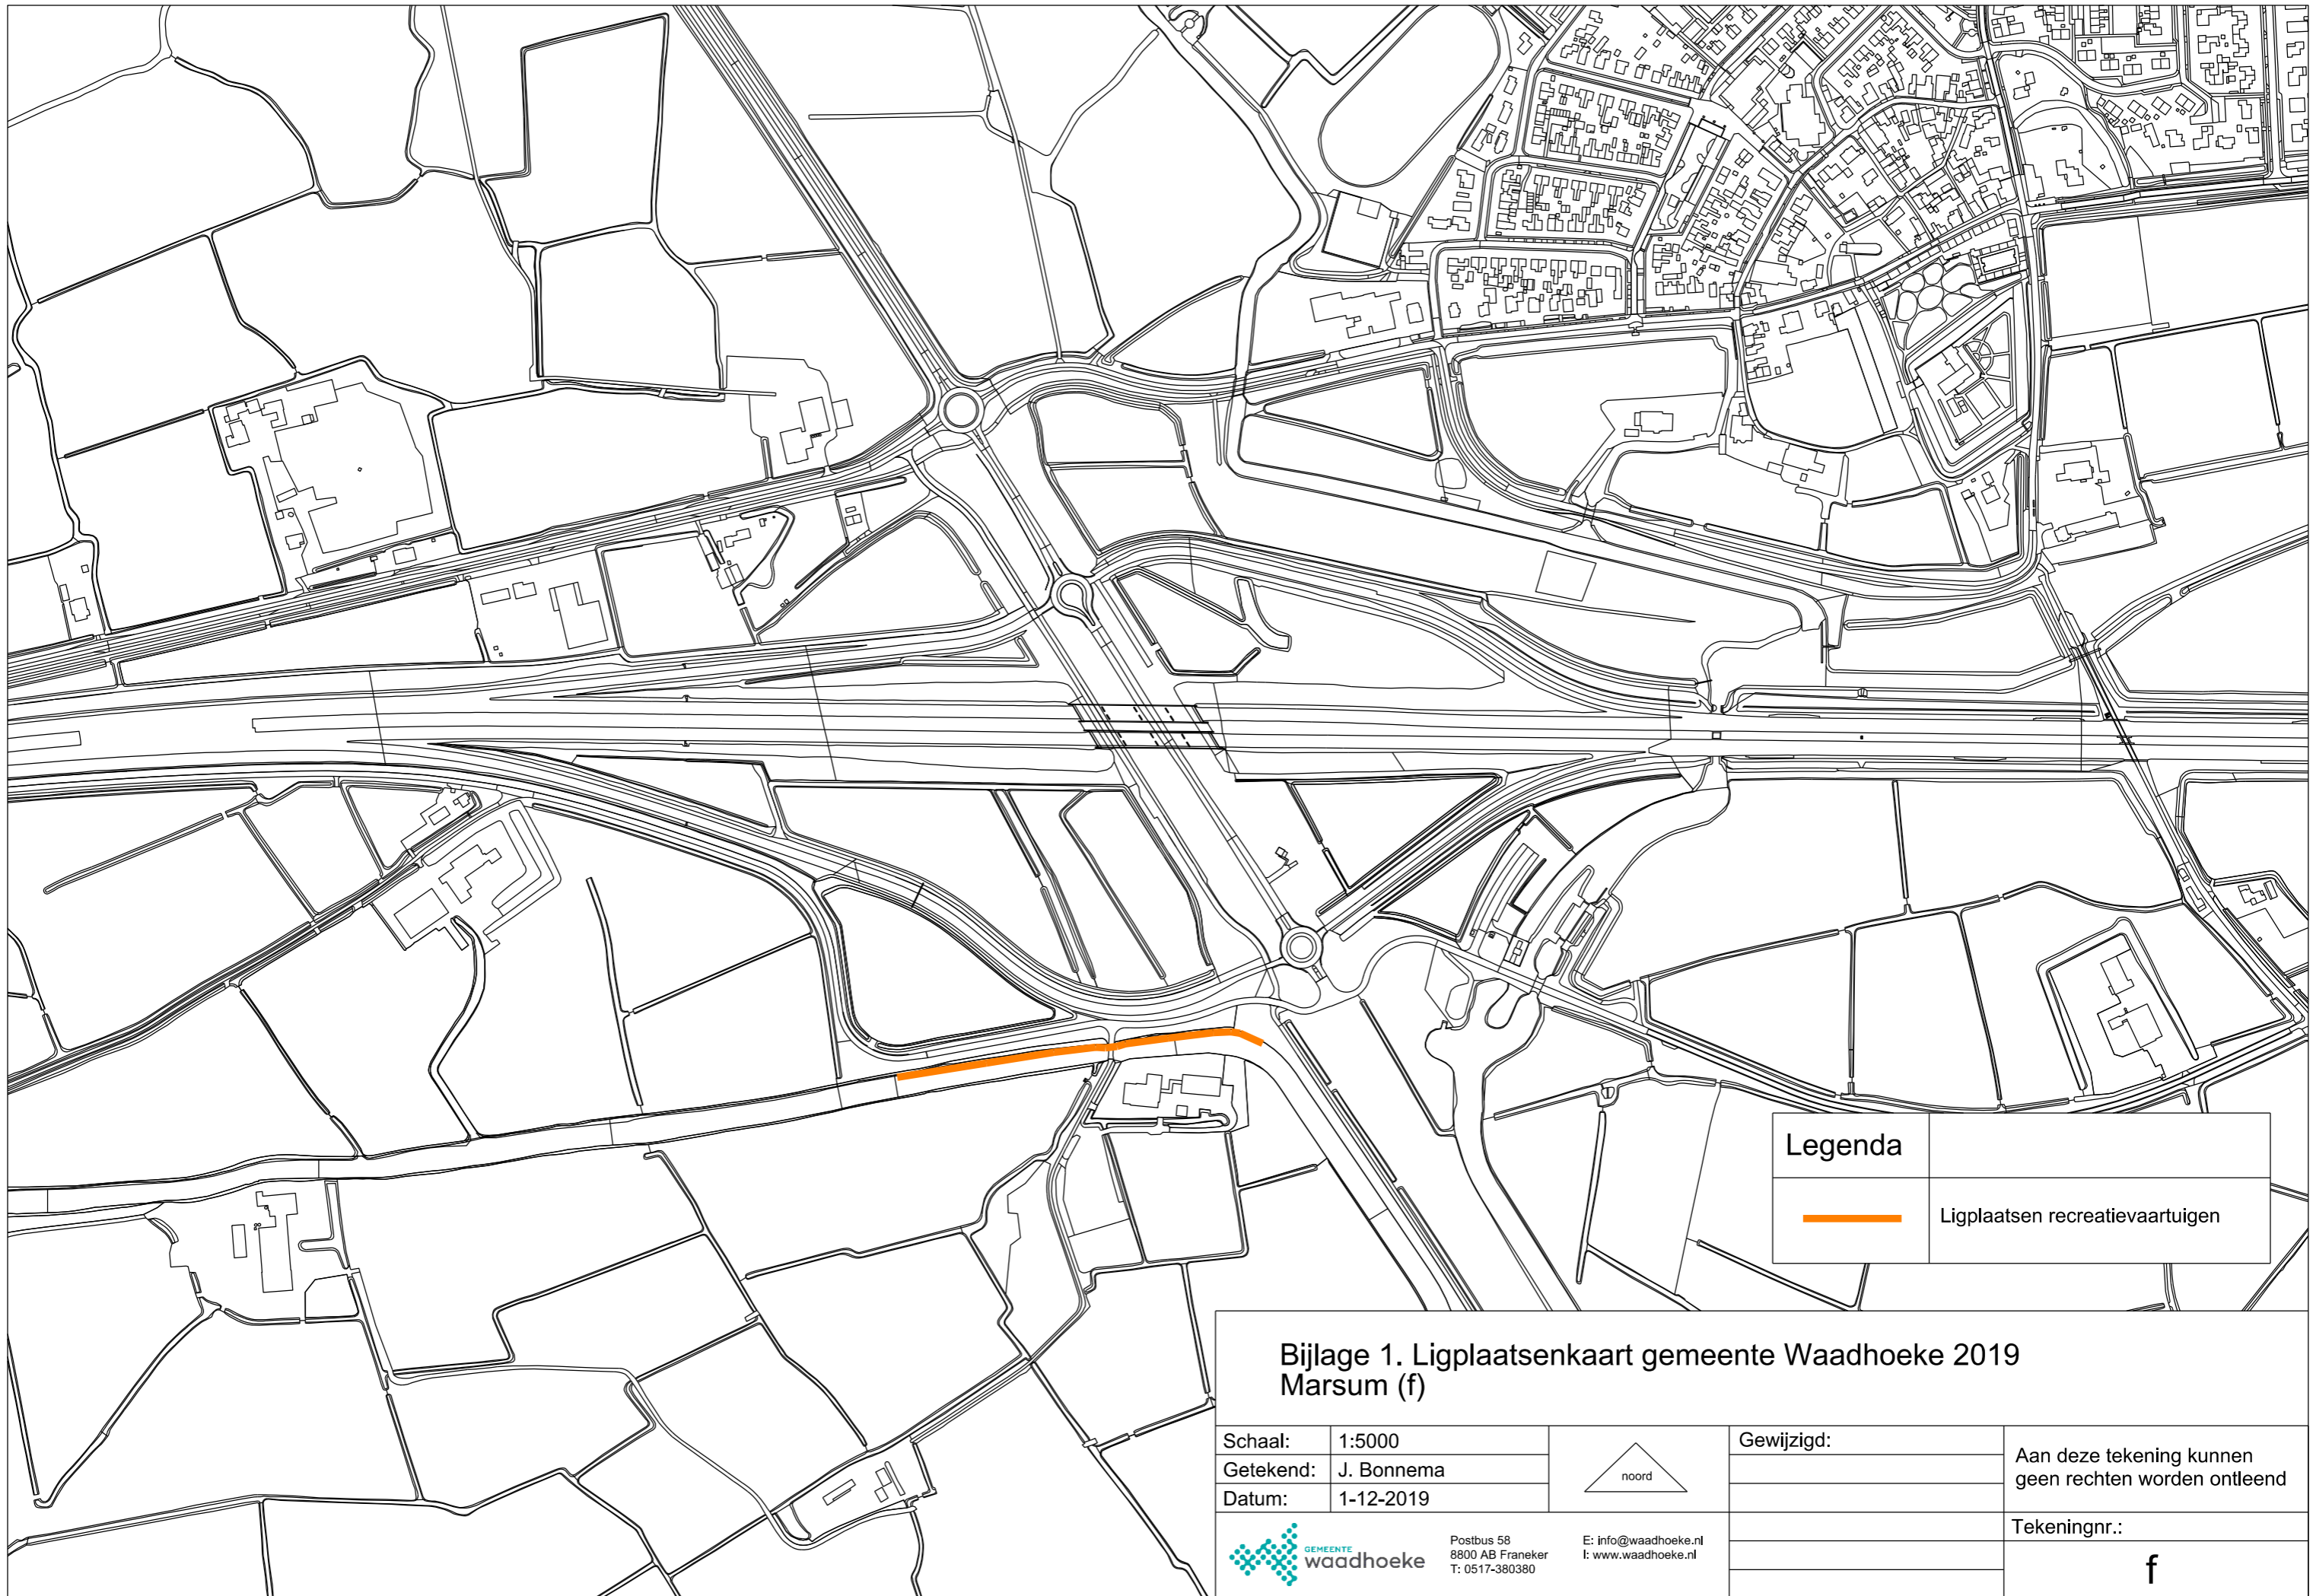 Legenda
Ligplaatsen recreatievaartuigen
Bijlage 1. Ligplaatsenkaart gemeente Waadhoeke 2019
Marsum (f)
Schaal: 1:5000
Getekend: J. Bonnema
Datum: 1-12-2019
noord
Gewijzigd:
Aan deze tekening kunnen
geen rechten worden ontleend
Tekeningnr.:
f
GEMEENTE
waadhoeke
Postbus 58
8800 AB Franeker
T: 0517-380380
E: info@waadhoeke.nl
I: www.waadhoeke.nl